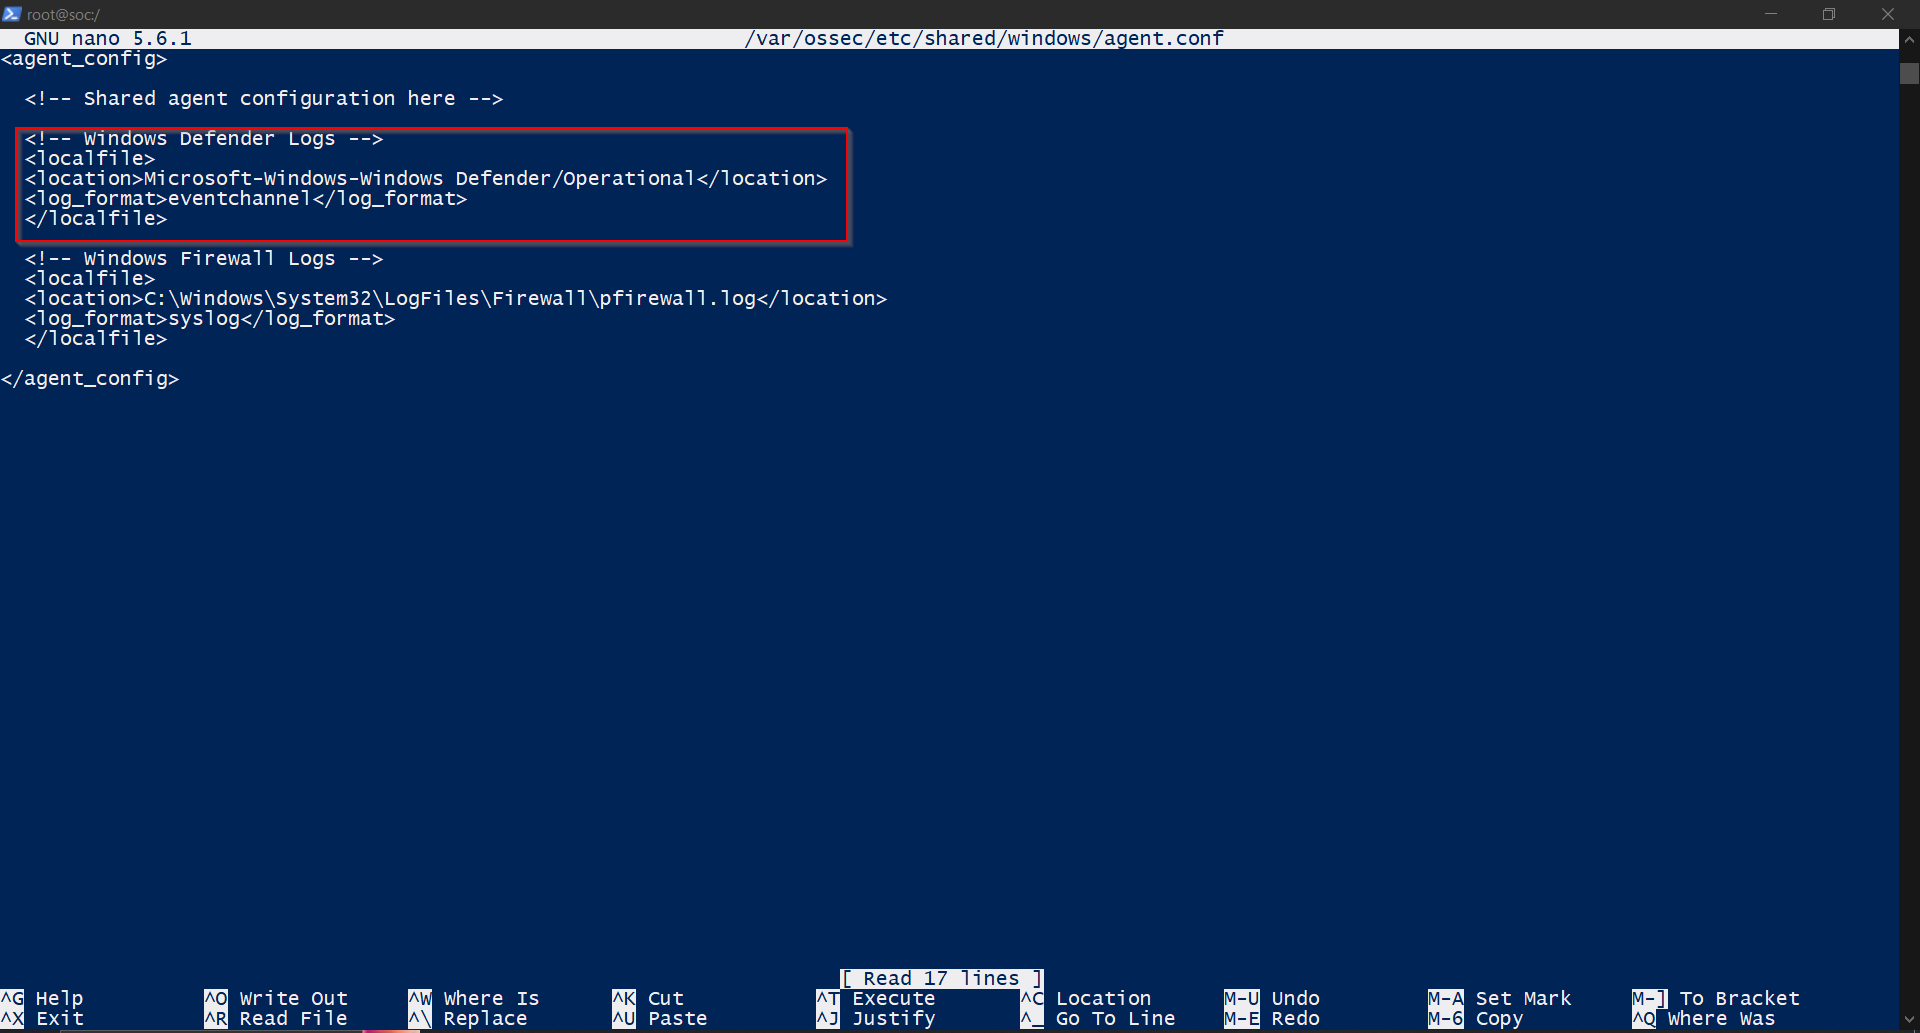 root@soc:/
GNU nano 5.6.1 /var/ossec/etc/shared/windows/agent.conf
<agent_config>
<!-- Shared agent configuration here -->
<!-- Windows Defender Logs -->
<localfile>
<location>Microsoft-Windows-Windows Defender/Operational</location>
<log_format>eventchannel</log_format>
</localfile>
<!-- Windows Firewall Logs -->
<localfile>
<location>C:\Windows\System32\LogFiles\Firewall\pfirewall.log</location>
<log_format>syslog</log_format>
</localfile>
</agent_config>
[ Read 17 lines ]
^G Help ^O Write Out ^W Where Is ^K Cut ^T Execute ^C Location M-U Undo M-A Set Mark M-] To Bracket
^X Exit ^R Read File ^\ Replace ^U Paste ^J Justify ^_ Go To Line M-E Redo M-6 Copy ^Q Where Was